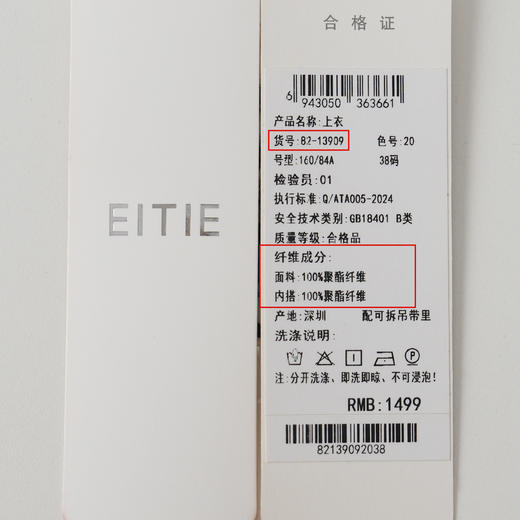 EITIE
合格证
6 943050 363661
产品名称:上衣
货号:82-13909 色号:20
号型:160/84A 38码
检验员:01
执行标准:Q/ATA005-2024
安全技术类别:GB18401 B类
质量等级:合格品
纤维成分:
面料:100%聚酯纤维
内搭:100%聚酯纤维
产地:深圳 配可拆吊带里
洗涤说明:
P
注:分开洗涤、即洗即晾、不可浸泡!
RMB:1499
82139092038